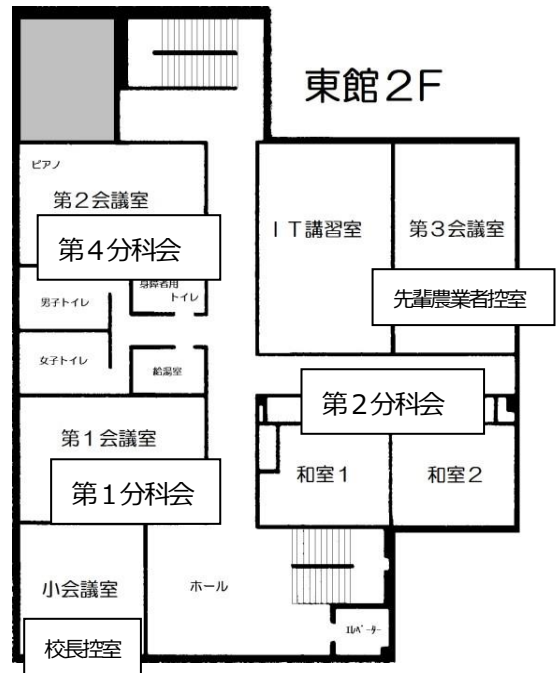 東館２F
ピアノ
第２会議室
第４分科会
ＩＴ講習室
第３会議室
先輩農業者控室
身障者用
トイレ
男子トイレ
女子トイレ
給湯室
第２分科会
第１会議室
第１分科会
和室１
和室２
小会議室
ホール
校長控室
ｴﾚﾍﾞｰﾀｰ